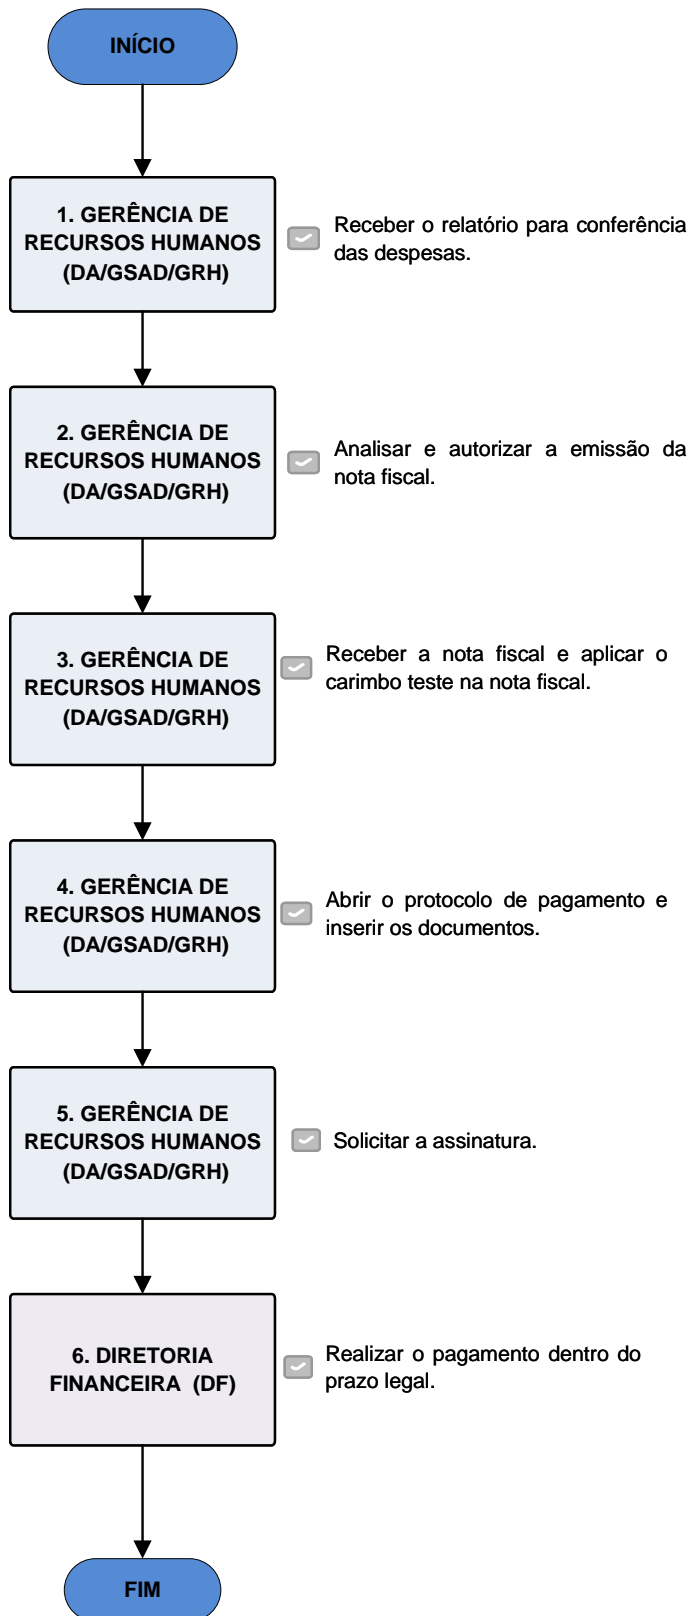 INÍCIO
1. GERÊNCIA DE
RECURSOS HUMANOS
(DA/GSAD/GRH)
Receber o relatório para conferência
das despesas.
2. GERÊNCIA DE
RECURSOS HUMANOS
(DA/GSAD/GRH)
Analisar e autorizar a emissão da
nota fiscal.
3. GERÊNCIA DE
RECURSOS HUMANOS
(DA/GSAD/GRH)
Receber a nota fiscal e aplicar o
carimbo teste na nota fiscal.
4. GERÊNCIA DE
RECURSOS HUMANOS
(DA/GSAD/GRH)
Abrir o protocolo de pagamento e
inserir os documentos.
5. GERÊNCIA DE
RECURSOS HUMANOS
(DA/GSAD/GRH)
Solicitar a assinatura.
6. DIRETORIA
FINANCEIRA (DF)
Realizar o pagamento dentro do
prazo legal.
FIM